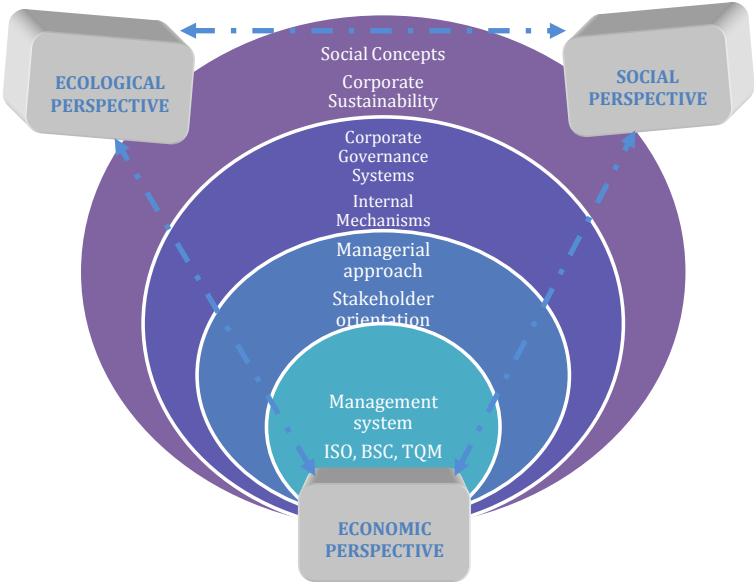 Social Concepts
Corporate
Sustainability
ECOLOGICAL
PERSPECTIVE
SOCIAL
PERSPECTIVE
Corporate
Governance
Systems
Internal
Mechanisms
Managerial
approach
Stakeholder
orientation
Management
system
ISO, BSC, TQM
ECONOMIC
PERSPECTIVE